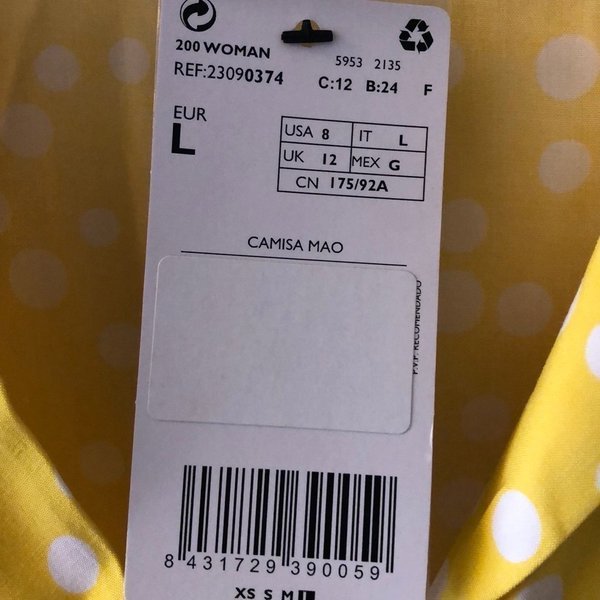 200 WOMAN
5953 2135
REF:23090374
C:12 B:24 F
EUR
L
USA 8 IT L
UK 12 MEX G
CN 175/92A
CAMISA MAO
P.V.P. RECOMENDADO
8 431729 390059
XS S M L